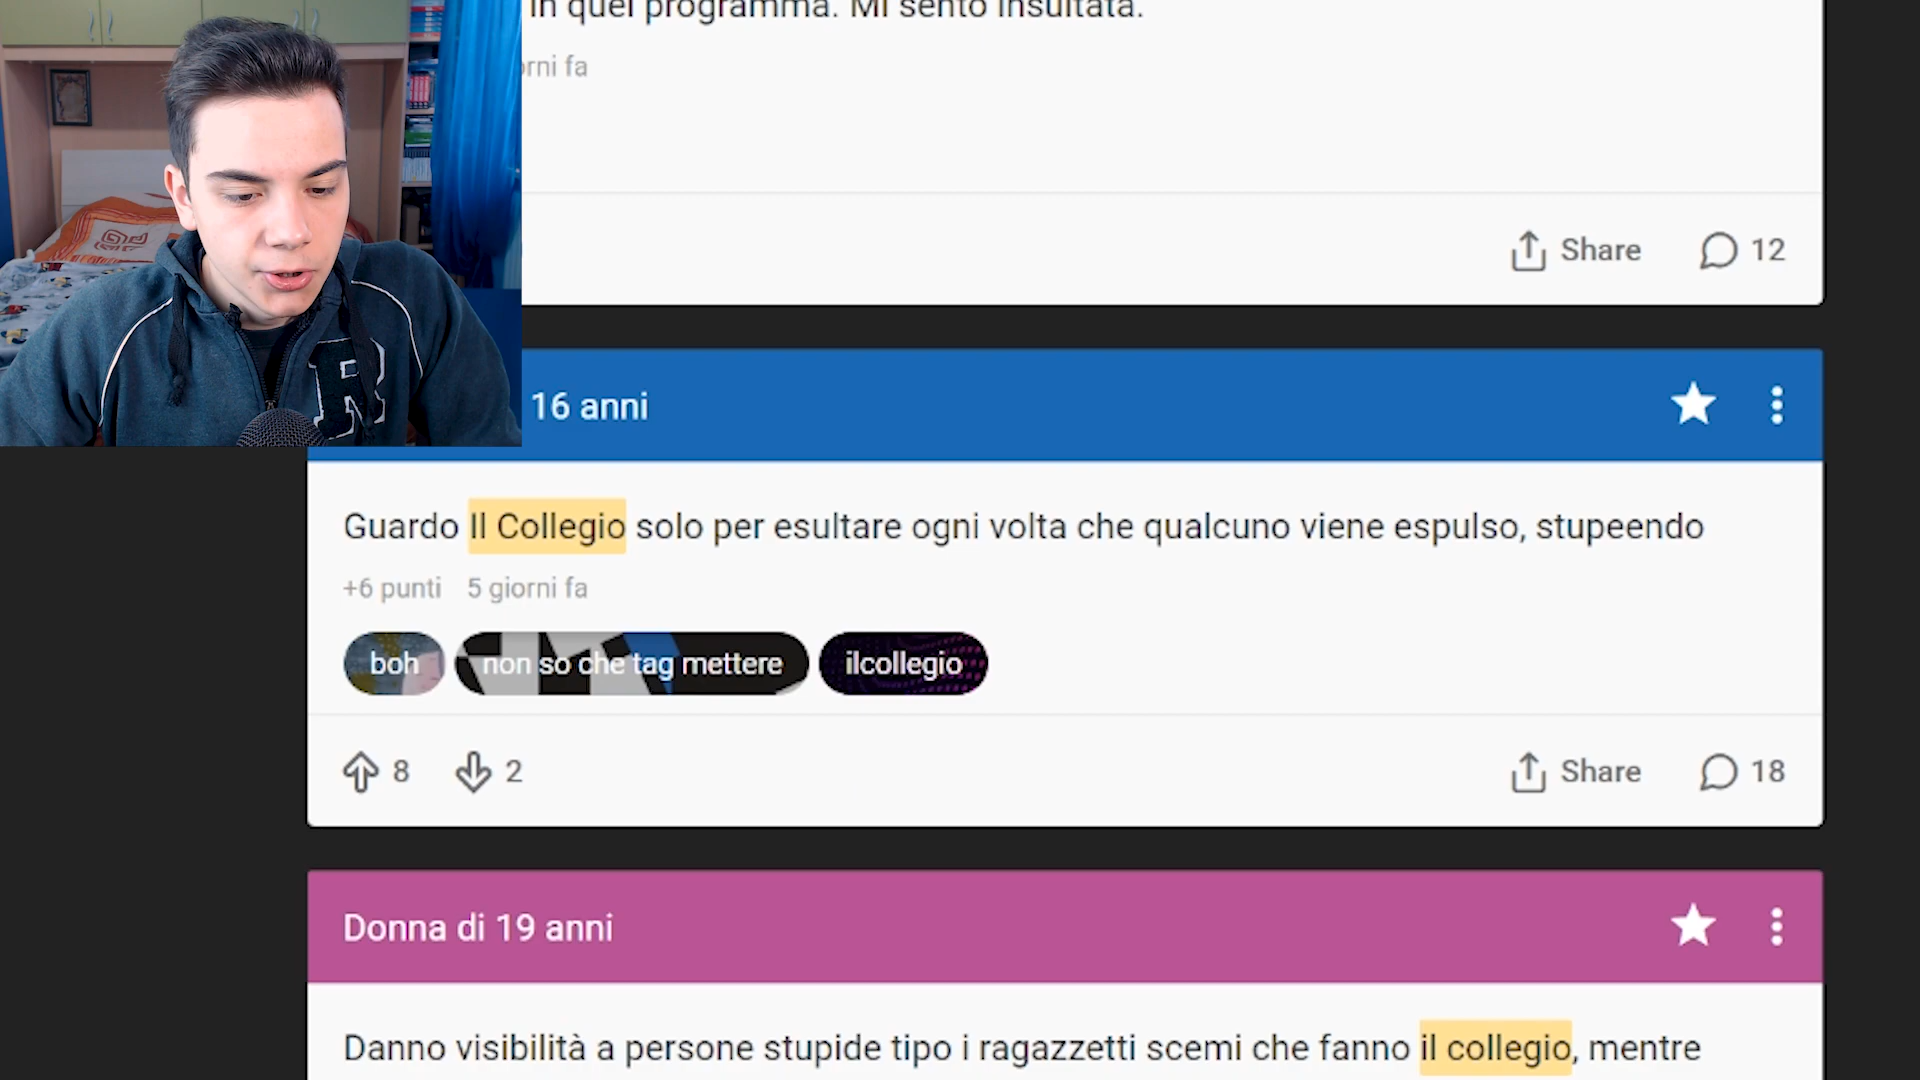 in quel programma. Mi sento insultata.
rni fa
Share 12
R
16 anni
Guardo Il Collegio solo per esultare ogni volta che qualcuno viene espulso, stupeendo
+6 punti 5 giorni fa
boh non so che tag mettere ilcollegio
8 2 Share 18
Donna di 19 anni
Danno visibilità a persone stupide tipo i ragazzetti scemi che fanno il collegio, mentre